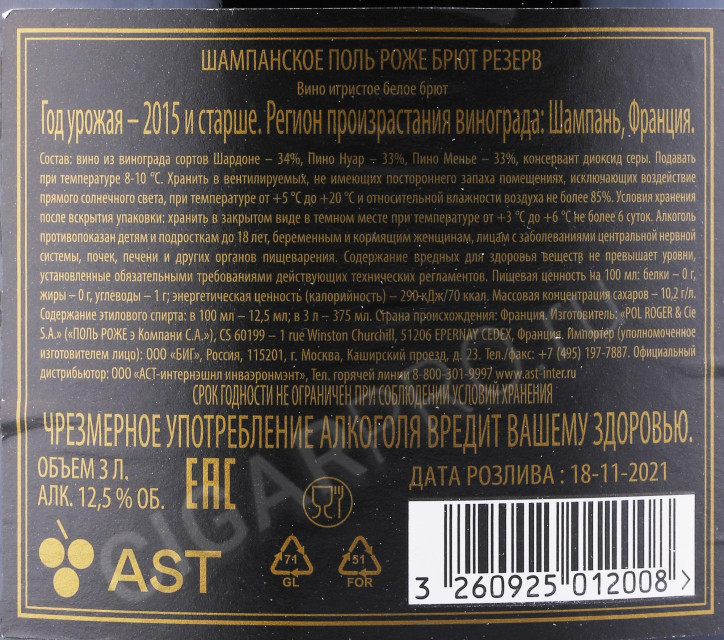 ШАМПАНСКОЕ ПОЛЬ РОЖЕ БРЮТ РЕЗЕРВ
Вино игристое белое брют
Год урожая – 2015 и старше. Регион произрастания винограда: Шампань, Франция.
Состав: вино из винограда сортов Шардоне – 34%, Пино Нуар – 33%, Пино Менье – 33%, консервант диоксид серы. Подавать
при температуре 8-10 °С. Хранить в вентилируемых, не имеющих постороннего запаха помещениях, исключающих воздействие
прямого солнечного света, при температуре от +5 °С до +20 °С и относительной влажности воздуха не более 85%. Условия хранения
после вскрытия упаковки: хранить в закрытом виде в темном месте при температуре от +3 °С до +6 °С не более 6 суток. Алкоголь
противопоказан детям и подросткам до 18 лет, беременным и кормящим женщинам, лицам с заболеваниями центральной нервной
системы, почек, печени и других органов пищеварения. Содержание вредных для здоровья веществ не превышает уровни,
установленные обязательными требованиями действующих технических регламентов. Пищевая ценность на 100 мл: белки – 0 г,
жиры – 0 г, углеводы – 1 г; энергетическая ценность (калорийность) – 290 кДж/70 ккал. Массовая концентрация сахаров – 10,2 г/л.
Содержание этилового спирта: в 100 мл – 12,5 мл; в 3 л – 375 мл. Страна происхождения: Франция. Изготовитель: «POL ROGER & Cie
S.A.» («ПОЛЬ РОЖЕ э Компани С.А.»), CS 60199 – 1 rue Winston Churchill, 51206 EPERNAY CEDEX, Франция. Импортёр (уполномоченное
изготовителем лицо): ООО «БИГ», Россия, 115201, г. Москва, Каширский проезд, д. 23. Тел./факс: +7 (495) 197-7887. Официальный
дистрибьютор: ООО «АСТ-интернэшнл инваэронмэнт», Тел. горячей линии 8-800-301-9997 www.ast-inter.ru
СРОК ГОДНОСТИ НЕ ОГРАНИЧЕН ПРИ СОБЛЮДЕНИИ УСЛОВИЙ ХРАНЕНИЯ
ЧРЕЗМЕРНОЕ УПОТРЕБЛЕНИЕ АЛКОГОЛЯ ВРЕДИТ ВАШЕМУ ЗДОРОВЬЮ.
ОБЪЕМ 3 Л.
АЛК. 12,5 % ОБ.
EAC
ДАТА РОЗЛИВА : 18-11-2021
AST
71
GL
51
FOR
3 260925 012008 >
CIGARPRO.RU